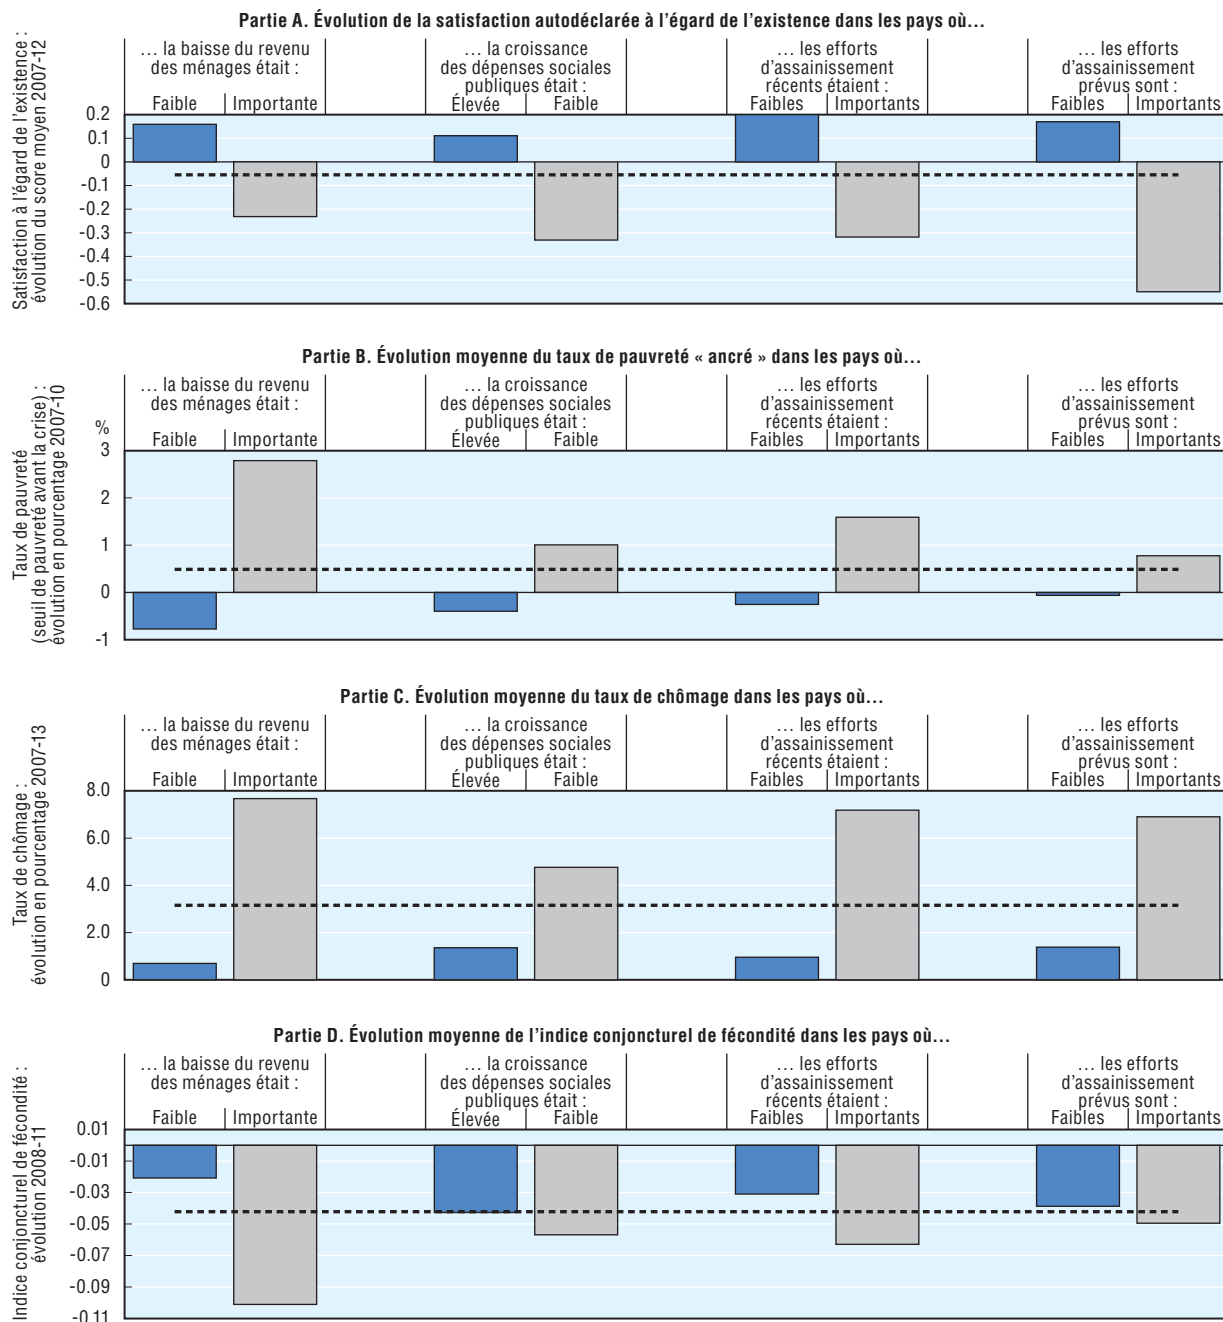 Partie A. Évolution de la satisfaction autodéclarée à l'égard de l'existence dans les pays où…
Satisfaction à l'égard de l'existence :
évolution du score moyen 2007-12
… la baisse du revenu
des ménages était :
Faible Importante
… la croissance
des dépenses sociales
publiques était :
Élevée Faible
… les efforts
d'assainissement
récents étaient :
Faibles Importants
… les efforts
d'assainissement
prévus sont :
Faibles Importants
0.2
0.1
0
-0.1
-0.2
-0.3
-0.4
-0.5
-0.6
Partie B. Évolution moyenne du taux de pauvreté « ancré » dans les pays où…
Taux de pauvreté
(seuil de pauvreté avant la crise) :
évolution en pourcentage 2007-10
… la baisse du revenu
des ménages était :
Faible Importante
… la croissance
des dépenses sociales
publiques était :
Élevée Faible
… les efforts
d'assainissement
récents étaient :
Faibles Importants
… les efforts
d'assainissement
prévus sont :
Faibles Importants
%
3
2
1
0
-1
Partie C. Évolution moyenne du taux de chômage dans les pays où…
Taux de chômage :
évolution en pourcentage 2007-13
… la baisse du revenu
des ménages était :
Faible Importante
… la croissance
des dépenses sociales
publiques était :
Élevée Faible
… les efforts
d'assainissement
récents étaient :
Faibles Importants
… les efforts
d'assainissement
prévus sont :
Faibles Importants
8.0
6.0
4.0
2.0
0
Partie D. Évolution moyenne de l'indice conjoncturel de fécondité dans les pays où…
Indice conjoncturel de fécondité :
évolution 2008-11
… la baisse du revenu
des ménages était :
Faible Importante
… la croissance
des dépenses sociales
publiques était :
Élevée Faible
… les efforts
d'assainissement
récents étaient :
Faibles Importants
… les efforts
d'assainissement
prévus sont :
Faibles Importants
0.01
-0.01
-0.03
-0.05
-0.07
-0.09
-0.11